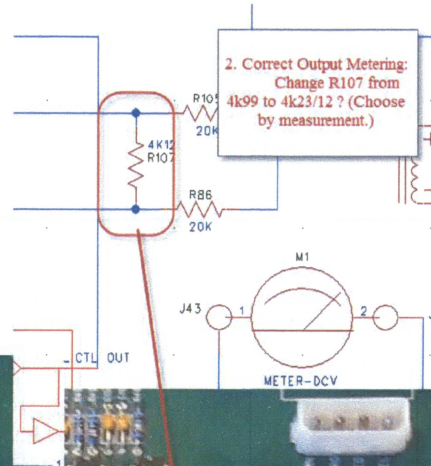 2. Correct Output Metering:
Change R107 from
4k99 to 4k23/12 ? (Choose
by measurement.)
R105
20K
4K12
R107
R86
20K
M1
J43
1
2
CTL OUT
METER-DCV
1